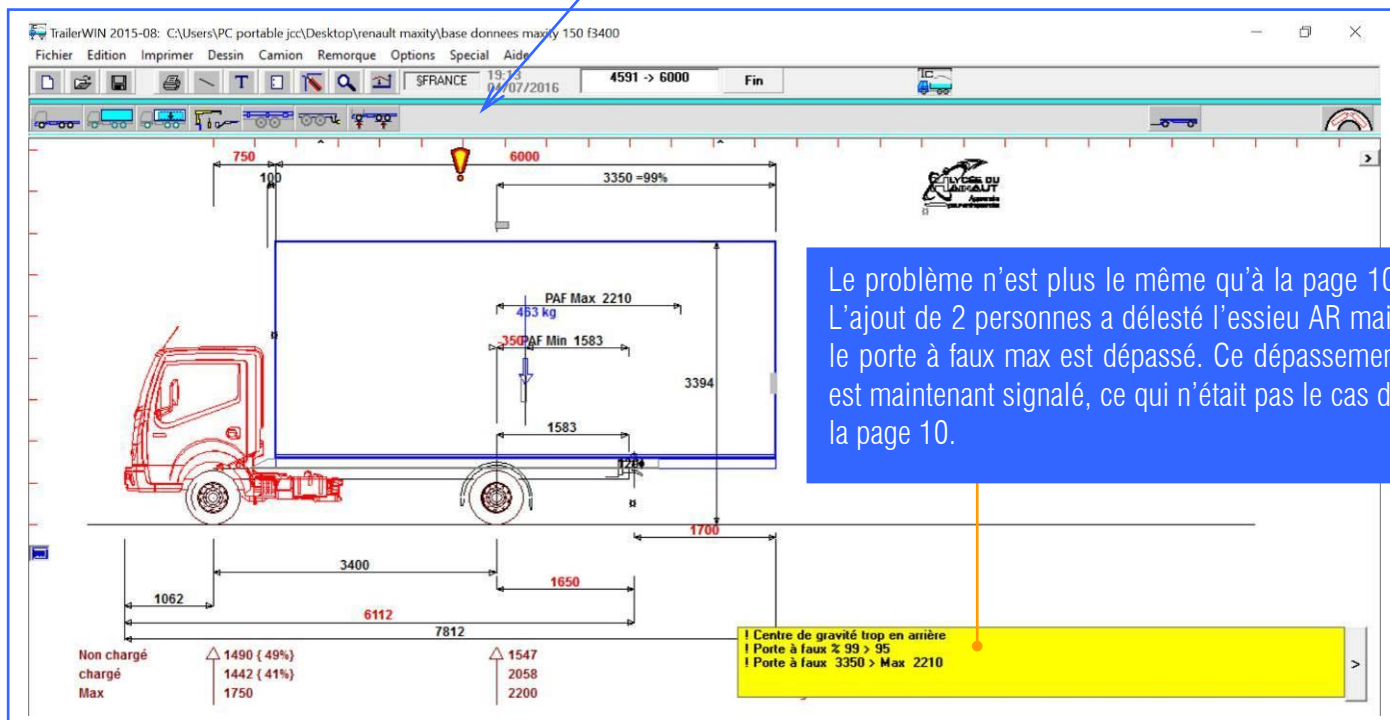 TrailerWIN 2015-08: C:\Users\PC portable jcc\Desktop\renault maxity\base donnees maxity 150 f3400
Fichier Edition Imprimer Dessin Camion Remorque Options Special Aide
T
§FRANCE
19:13
04/07/2016
4591 -> 6000
Fin
TC
750
6000
100
3350 =99%
LYCEE DU
HAINAUT
PAF Max 2210
463 kg
-350
PAF Min 1583
3394
1583
Le problème n’est plus le même qu’à la page 10
L’ajout de 2 personnes a délesté l’essieu AR mai
le porte à faux max est dépassé. Ce dépassemen
est maintenant signalé, ce qui n’était pas le cas d
la page 10.
1700
3400
1650
1062
6112
7812
! Centre de gravité trop en arrière
! Porte à faux % 99 > 95
! Porte à faux 3350 > Max 2210
>
Non chargé 1490 { 49%} 1547
chargé 1442 { 41%} 2058
Max 1750 2200